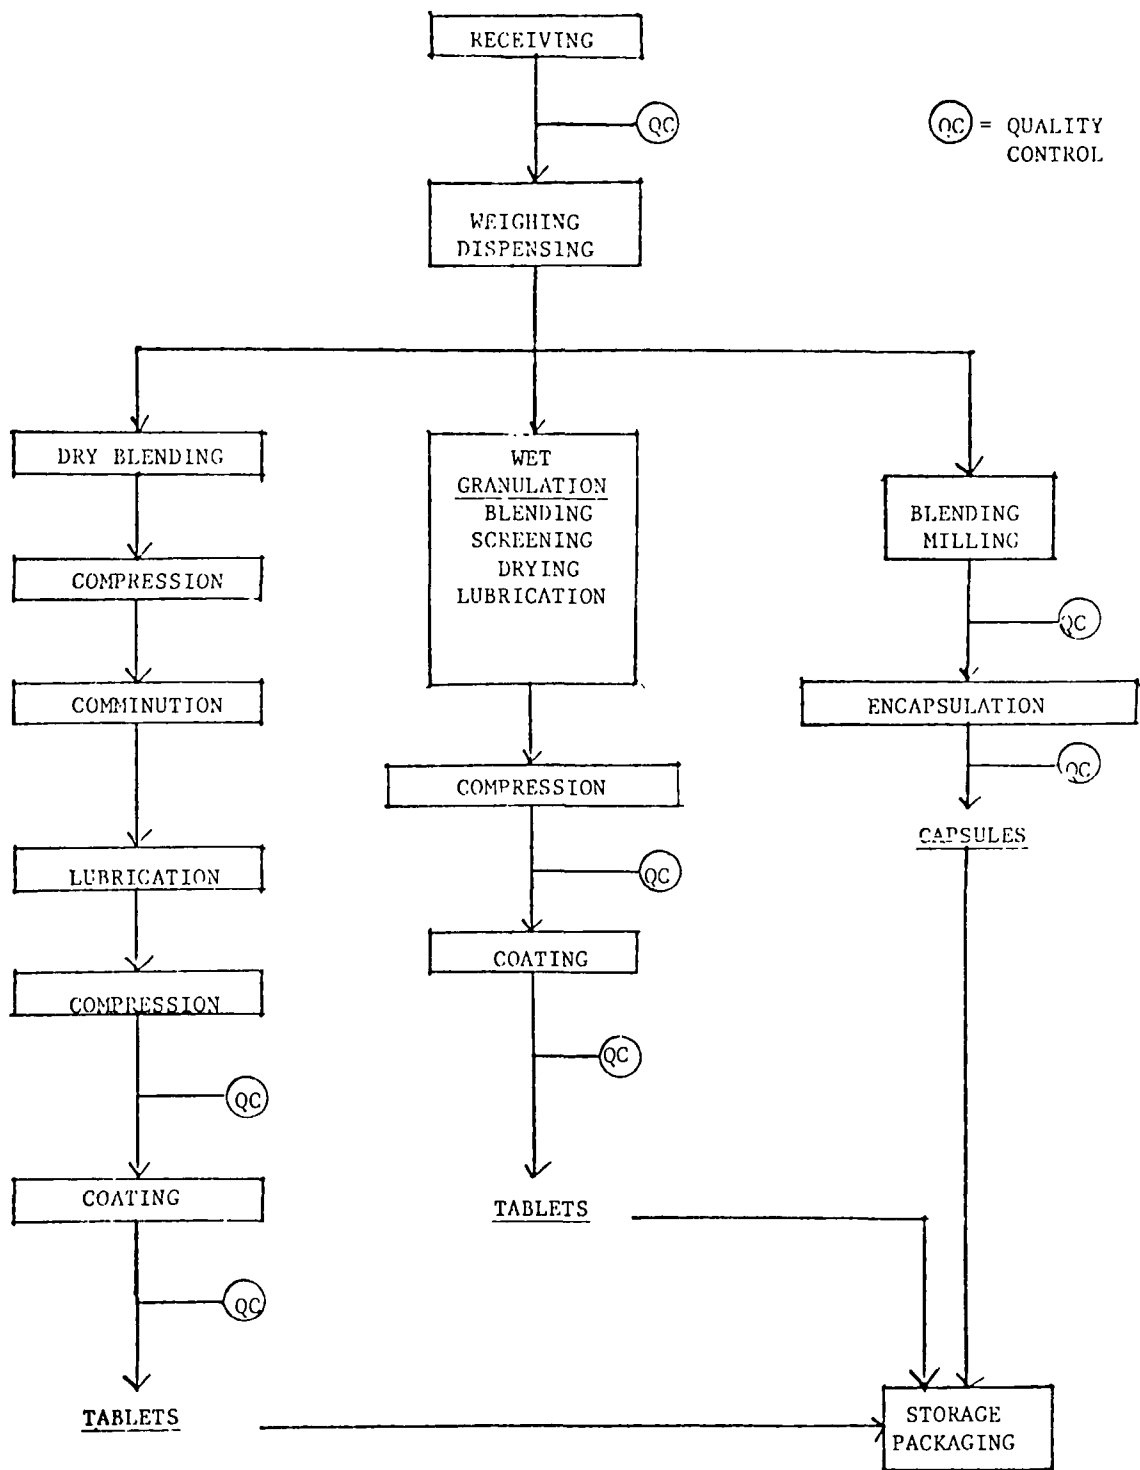 RECEIVING
QC
QC = QUALITY
CONTROL
WEIGHING
DISPENSING
DRY BLENDING
COMPRESSION
COMMINUTION
LUBRICATION
COMPRESSION
QC
COATING
QC
TABLETS
WET
GRANULATION
BLENDING
SCREENING
DRYING
LUBRICATION
COMPRESSION
QC
COATING
QC
TABLETS
BLENDING
MILLING
QC
ENCAPSULATION
QC
CAPSULES
STORAGE
PACKAGING